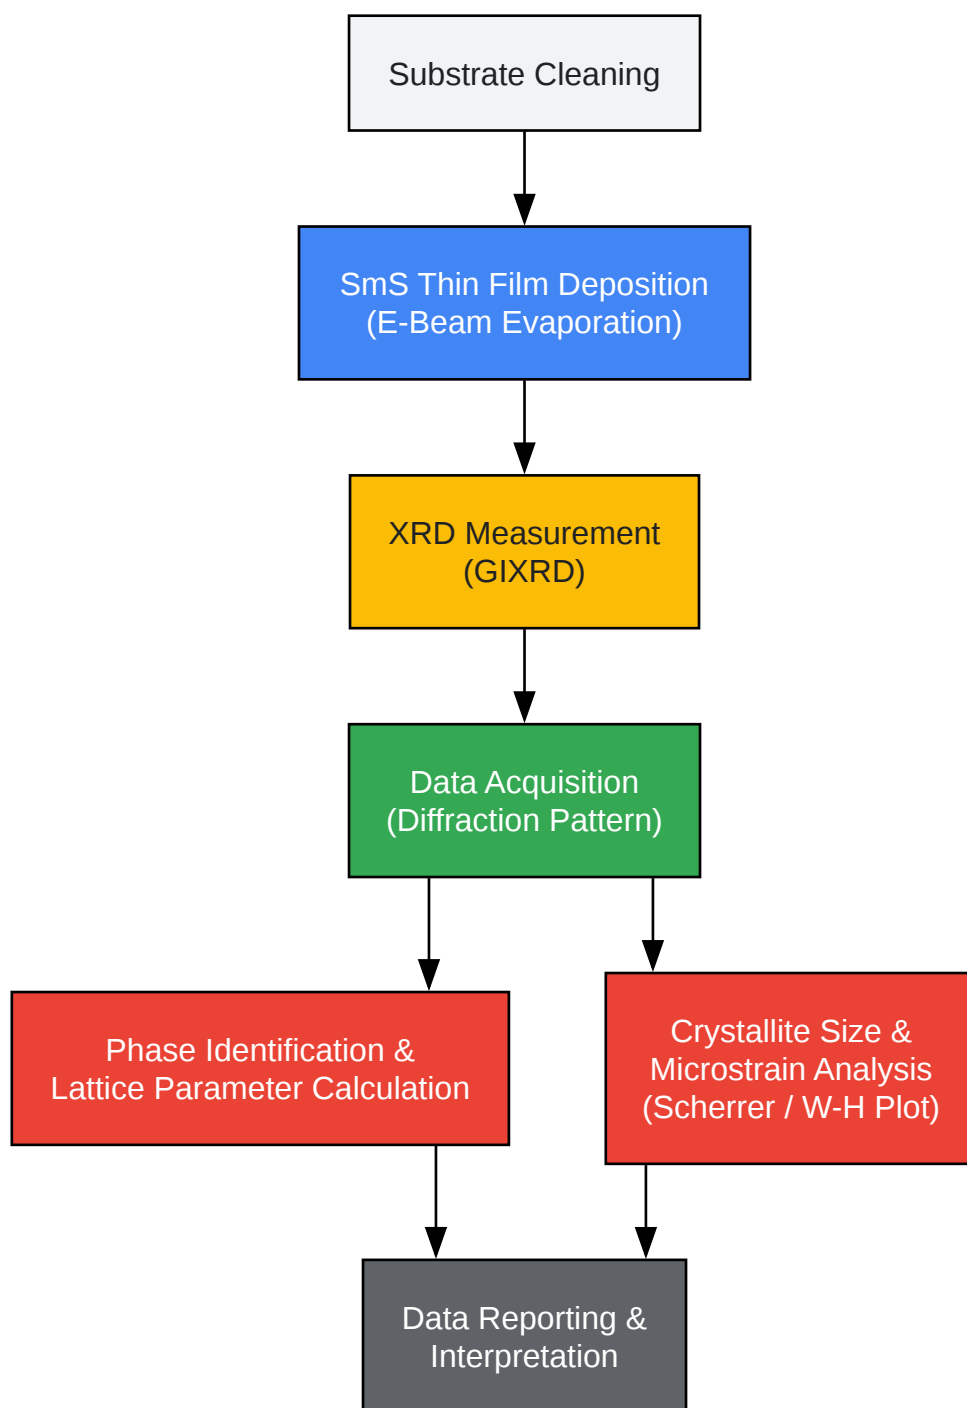 Substrate Cleaning
SmS Thin Film Deposition
(E-Beam Evaporation)
XRD Measurement
(GIXRD)
Data Acquisition
(Diffraction Pattern)
Phase Identification &
Lattice Parameter Calculation
Crystallite Size &
Microstrain Analysis
(Scherrer / W-H Plot)
Data Reporting &
Interpretation